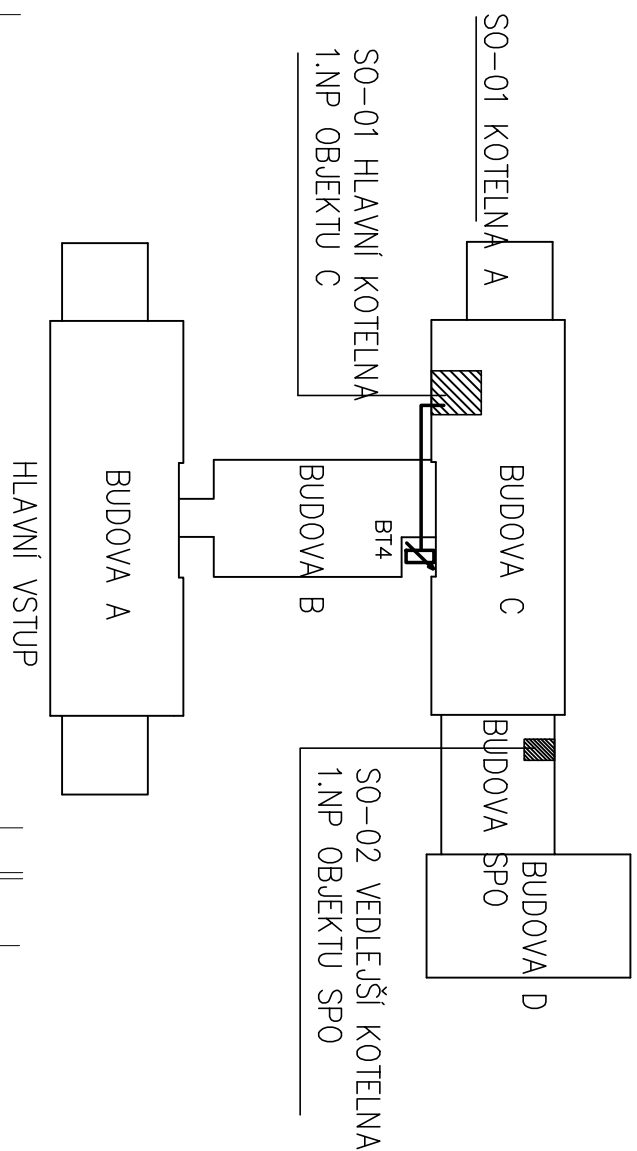 BUDOVA D
BUDOVA C
SO-01 KOTELNA A
BUDOVA SPO
BT4
SO-01 HLAVNÍ KOTELNA
1.NP OBJEKTU C
SO-02 VEDLEJŠÍ KOTELNA
1.NP OBJEKTU SPO
BUDOVA B
BUDOVA A
HLAVNÍ VSTUP